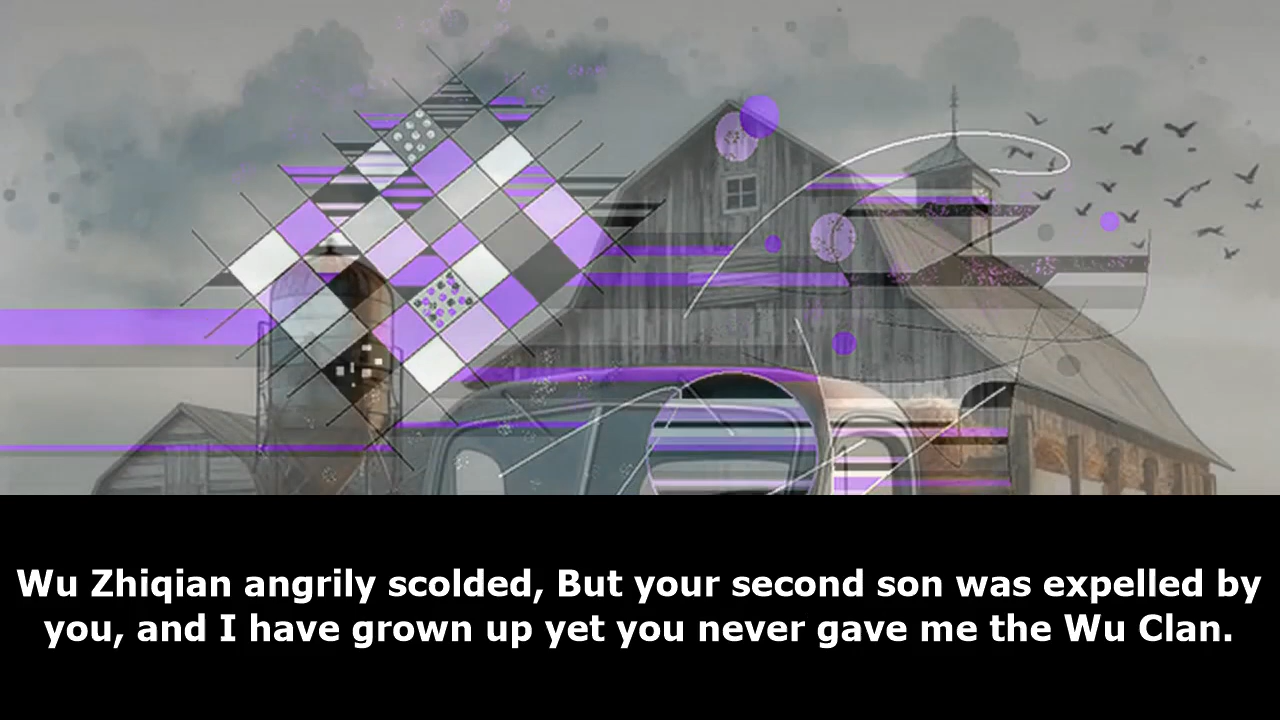 Wu Zhiqian angrily scolded, But your second son was expelled by
you, and I have grown up yet you never gave me the Wu Clan.